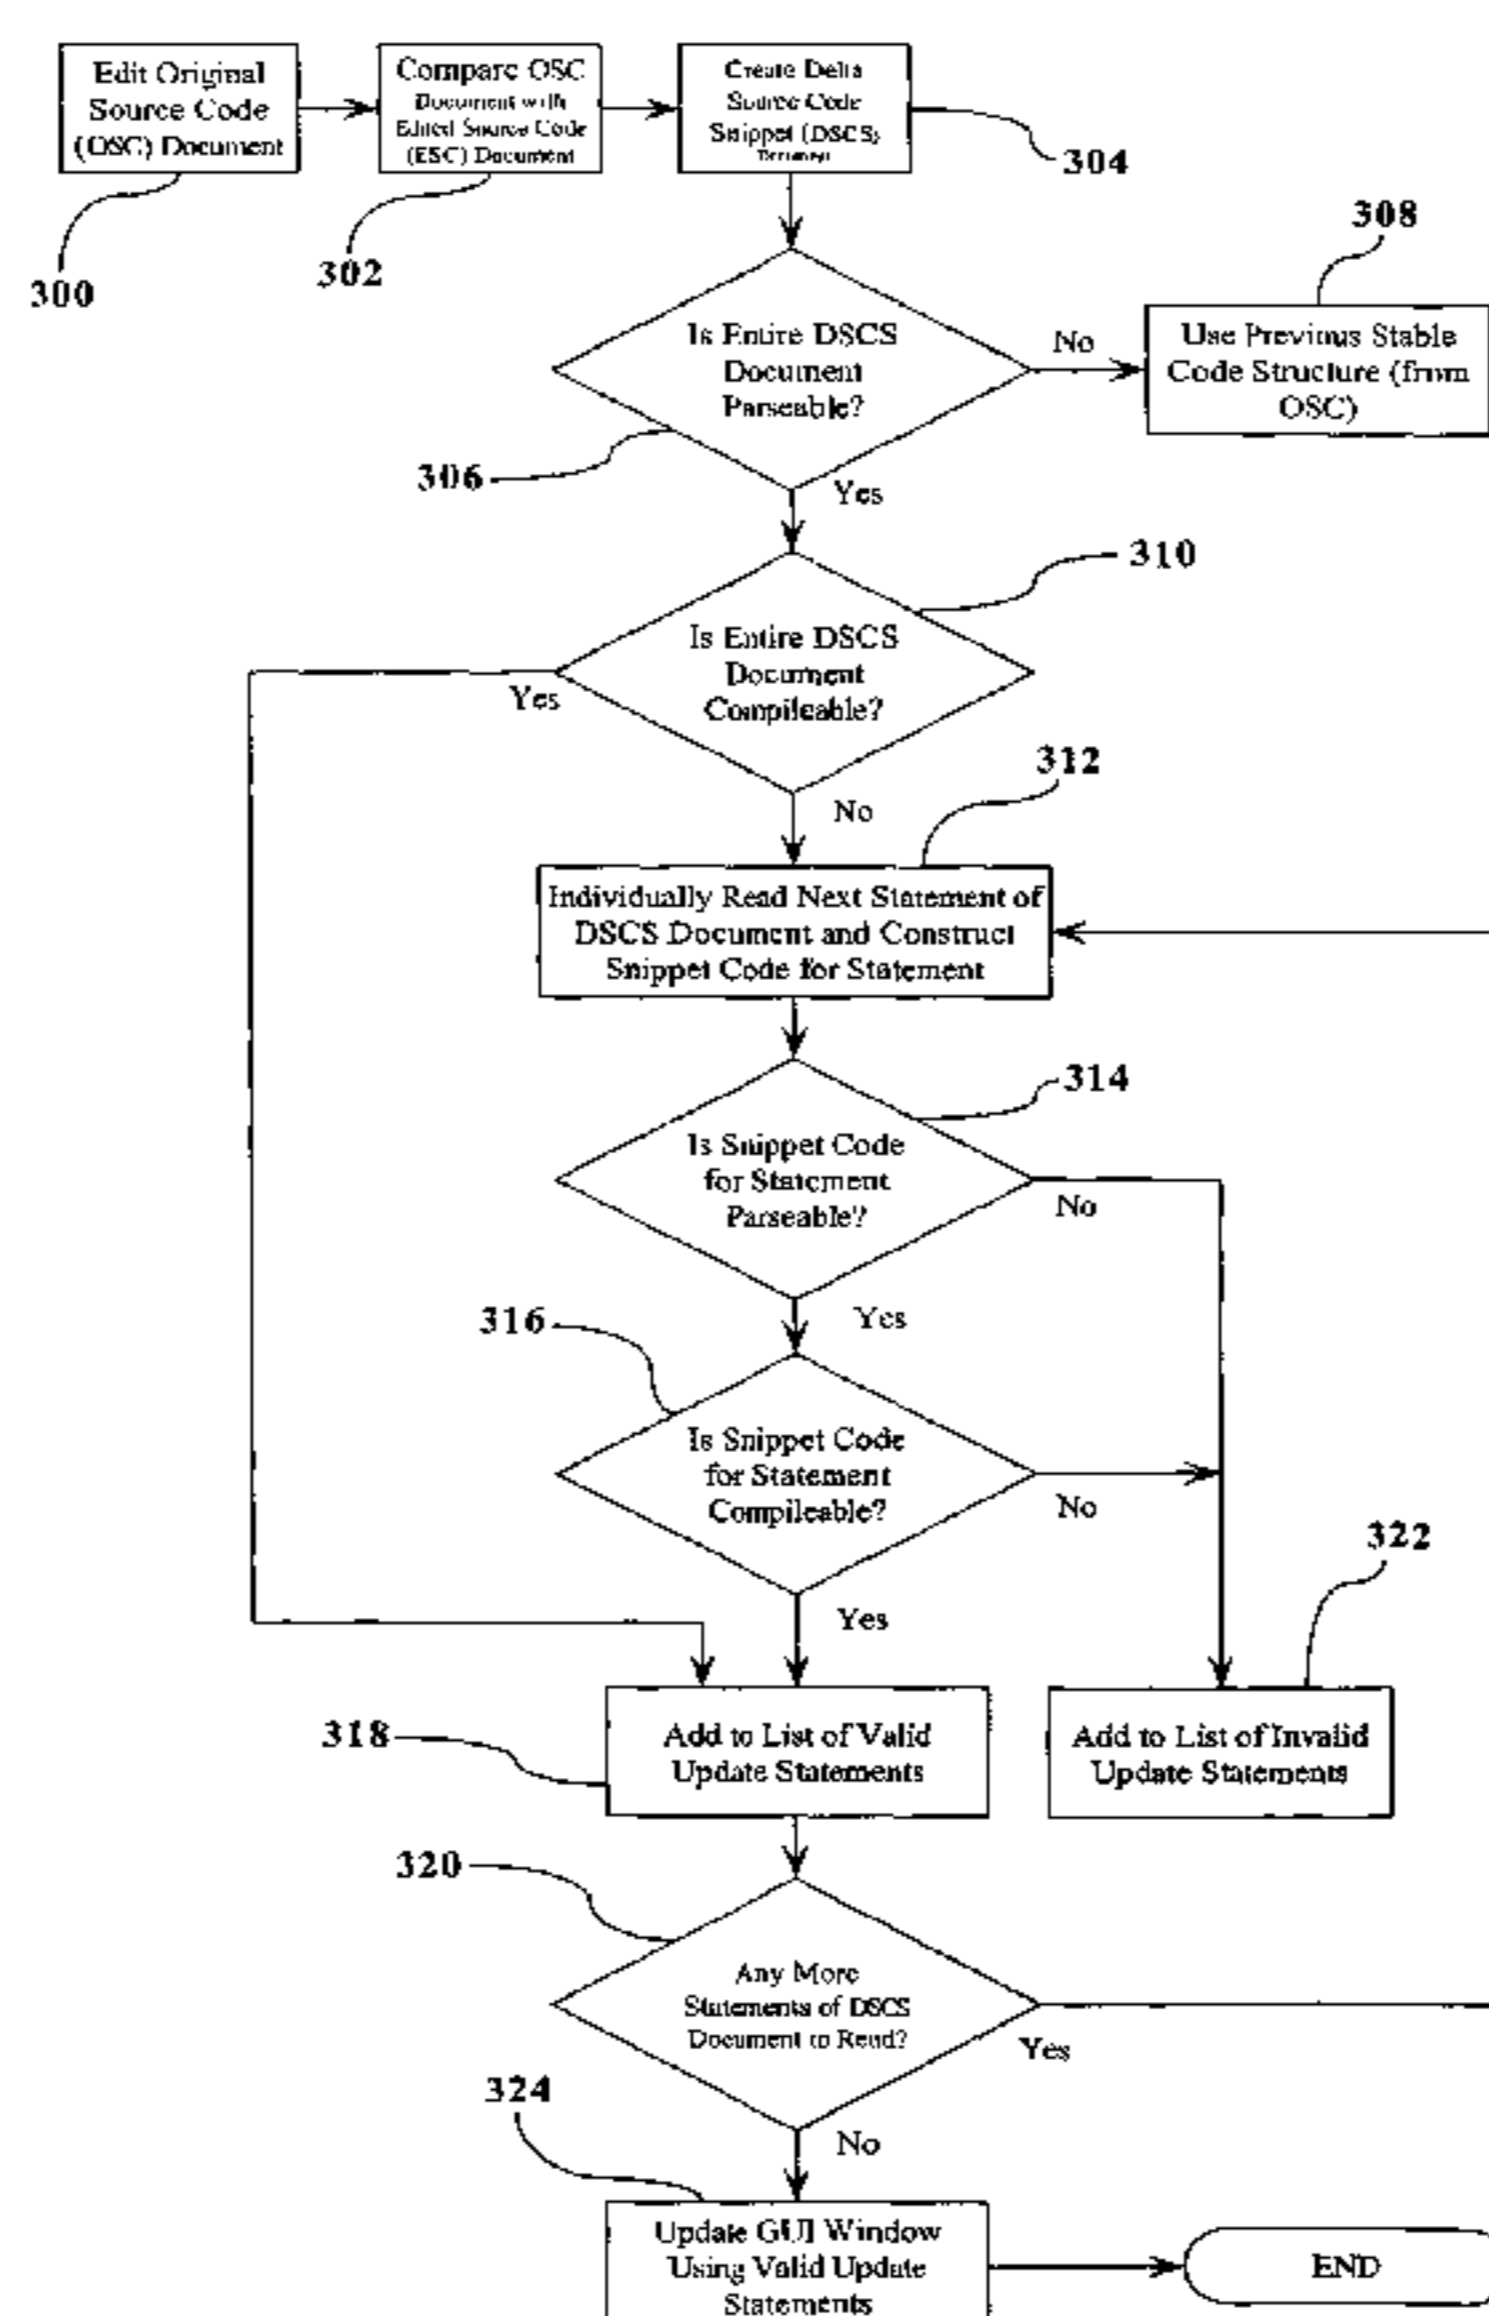 Edit Original
Source Code
(OSC) Document
Compare OSC
Document with
Edited Source Code
(ESC) Document
Create Delta
Source Code
Snippet (DSCS)
Document
304
300
302
308
Is Entire DSCS
Document
Parseable?
No
Use Previous Stable
Code Structure (from
OSC)
306
Yes
310
Is Entire DSCS
Document
Compileable?
Yes
No
312
Individually Read Next Statement of
DSCS Document and Construct
Snippet Code for Statement
314
Is Snippet Code
for Statement
Parseable?
No
Yes
316
Is Snippet Code
for Statement
Compileable?
No
Yes
322
318
Add to List of Valid
Update Statements
Add to List of Invalid
Update Statements
320
Any More
Statements of DSCS
Document to Read?
Yes
324
No
Update GUI Window
Using Valid Update
Statements
END